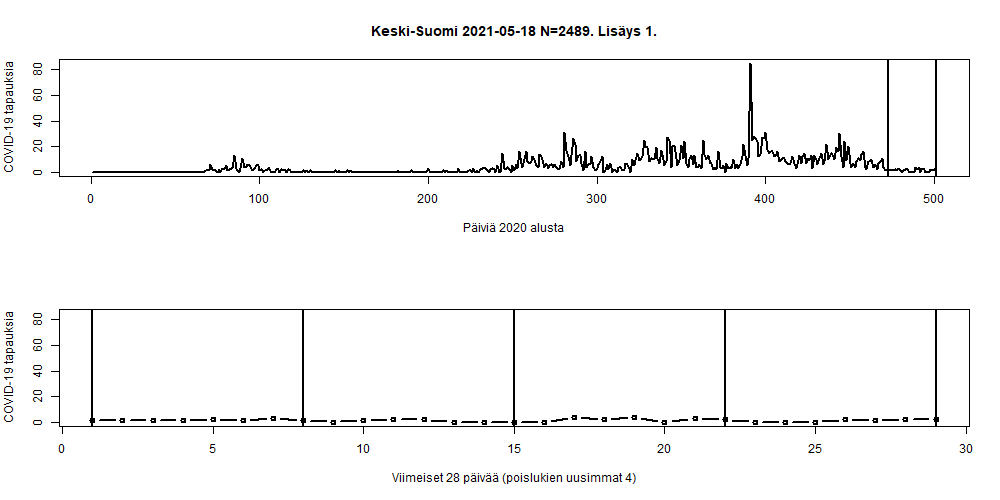 Keski-Suomi 2021-05-18 N=2489. Lisäys 1.
COVID-19 tapauksia
80
60
40
20
0
0 100 200 300 400 500
Päiviä 2020 alusta
COVID-19 tapauksia
80
60
40
20
0
0 5 10 15 20 25 30
Viimeiset 28 päivää (poislukien uusimmat 4)